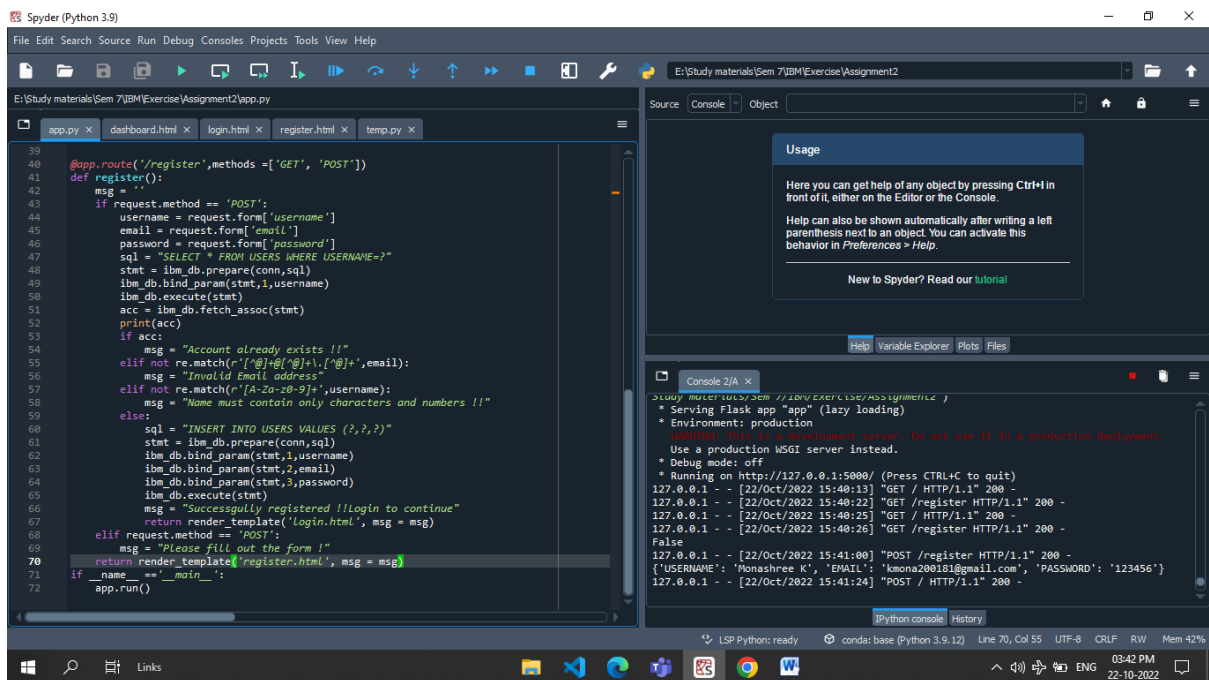 Spyder (Python 3.9)
File Edit Search Source Run Debug Consoles Projects Tools View Help
E:\Study materials\Sem 7\IBM\Exercise\Assignment2
E:\Study materials\Sem 7\IBM\Exercise\Assignment2\app.py
app.py dashboard.html login.html register.html temp.py
39
40 @app.route('/register',methods =['GET', 'POST'])
41 def register():
42 msg = ''
43 if request.method == 'POST':
44 username = request.form['username']
45 email = request.form['email']
46 password = request.form['password']
47 sql = "SELECT * FROM USERS WHERE USERNAME=?"
48 stmt = ibm_db.prepare(conn,sql)
49 ibm_db.bind_param(stmt,1,username)
50 ibm_db.execute(stmt)
51 acc = ibm_db.fetch_assoc(stmt)
52 print(acc)
53 if acc:
54 msg = "Account already exists !!"
55 elif not re.match(r'[^@]+@[^@]+\.[^@]+',email):
56 msg = "Invalid Email address"
57 elif not re.match(r'[A-Za-z0-9]+',username):
58 msg = "Name must contain only characters and numbers !!"
59 else:
60 sql = "INSERT INTO USERS VALUES (?,?,?)"
61 stmt = ibm_db.prepare(conn,sql)
62 ibm_db.bind_param(stmt,1,username)
63 ibm_db.bind_param(stmt,2,email)
64 ibm_db.bind_param(stmt,3,password)
65 ibm_db.execute(stmt)
66 msg = "Successgully registered !!Login to continue"
67 return render_template('login.html', msg = msg)
68 elif request.method == 'POST':
69 msg = "Please fill out the form !"
70 return render_template('register.html', msg = msg)
71 if __name__ =='__main__':
72 app.run()
Source Console Object
Usage
Here you can get help of any object by pressing Ctrl+I in
front of it, either on the Editor or the Console.
Help can also be shown automatically after writing a left
parenthesis next to an object. You can activate this
behavior in Preferences > Help.
New to Spyder? Read our tutorial
Help Variable Explorer Plots Files
Console 2/A
Study materials/Sem 7/IBM/Exercise/Assignment2')
* Serving Flask app "app" (lazy loading)
* Environment: production
WARNING: This is a development server. Do not use it in a production deployment.
Use a production WSGI server instead.
* Debug mode: off
* Running on http://127.0.0.1:5000/ (Press CTRL+C to quit)
127.0.0.1 - - [22/Oct/2022 15:40:13] "GET / HTTP/1.1" 200 -
127.0.0.1 - - [22/Oct/2022 15:40:22] "GET /register HTTP/1.1" 200 -
127.0.0.1 - - [22/Oct/2022 15:40:25] "GET / HTTP/1.1" 200 -
127.0.0.1 - - [22/Oct/2022 15:40:26] "GET /register HTTP/1.1" 200 -
False
127.0.0.1 - - [22/Oct/2022 15:41:00] "POST /register HTTP/1.1" 200 -
{'USERNAME': 'Monashree K', 'EMAIL': 'kmona200181@gmail.com', 'PASSWORD': '123456'}
127.0.0.1 - - [22/Oct/2022 15:41:24] "POST / HTTP/1.1" 200 -
IPython console History
LSP Python: ready conda: base (Python 3.9.12) Line 70, Col 55 UTF-8 CRLF RW Mem 42%
Links
ENG
03:42 PM
22-10-2022